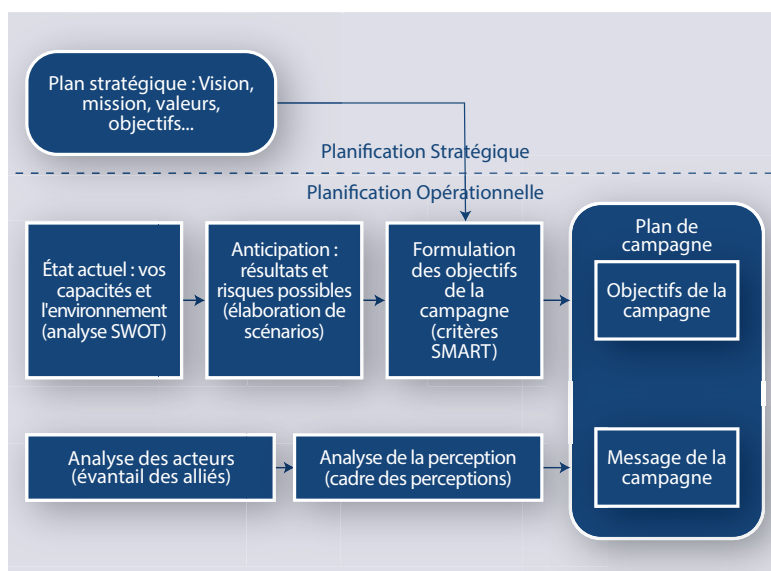 Plan stratégique : Vision,
mission, valeurs,
objectifs...
Planification Stratégique
Planification Opérationnelle
État actuel : vos
capacités et
l'environnement
(analyse SWOT)
Anticipation :
résultats et
risques possibles
(élaboration de
scénarios)
Formulation
des objectifs
de la
campagne
(critères
SMART)
Plan de
campagne
Objectifs de la
campagne
Analyse des acteurs
(évantail des alliés)
Analyse de la perception
(cadre des perceptions)
Message de la
campagne